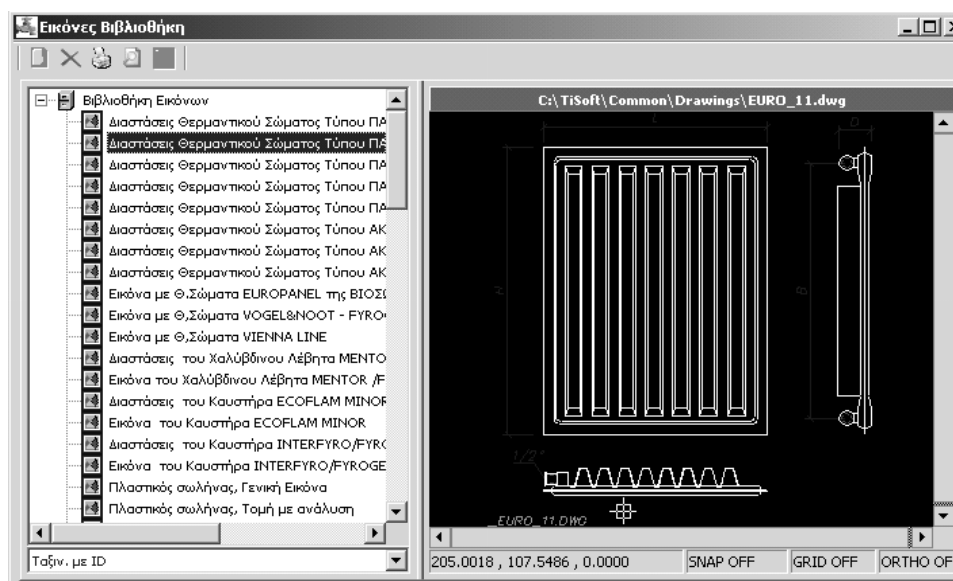 Εικόνες Βιβλιοθήκη
Βιβλιοθήκη Εικόνων
Διαστάσεις Θερμαντικού Σώματος Τύπου ΠΑ
Διαστάσεις Θερμαντικού Σώματος Τύπου ΠΑ
Διαστάσεις Θερμαντικού Σώματος Τύπου ΠΑ
Διαστάσεις Θερμαντικού Σώματος Τύπου ΠΑ
Διαστάσεις Θερμαντικού Σώματος Τύπου ΠΑ
Διαστάσεις Θερμαντικού Σώματος Τύπου ΑΚ
Διαστάσεις Θερμαντικού Σώματος Τύπου ΑΚ
Διαστάσεις Θερμαντικού Σώματος Τύπου ΑΚ
Εικόνα με Θ.Σώματα EUROPANEL της ΒΙΟΣΩ
Εικόνα με Θ,Σώματα VOGEL&NOOT - FYRO
Εικόνα με Θ,Σώματα VIENNA LINE
Διαστάσεις του Χαλύβδινου Λέβητα MENTO
Εικόνα του Χαλύβδινου Λέβητα MENTOR /F
Διαστάσεις του Καυστήρα ECOFLAM MINOR
Εικόνα του Καυστήρα ECOFLAM MINOR
Διαστάσεις του Καυστήρα INTERFYRO/FYRO
Εικόνα του Καυστήρα INTERFYRO/FYROGE
Πλαστικός σωλήνας, Γενική Εικόνα
Πλαστικός σωλήνας, Τομή με ανάλυση
Ταξιν. με ID
C:\TiSoft\Common\Drawings\EURO_11.dwg
L
D
H
B
1/2"
_EURO_11.DWG
205.0018 , 107.5486 , 0.0000 SNAP OFF GRID OFF ORTHO OF